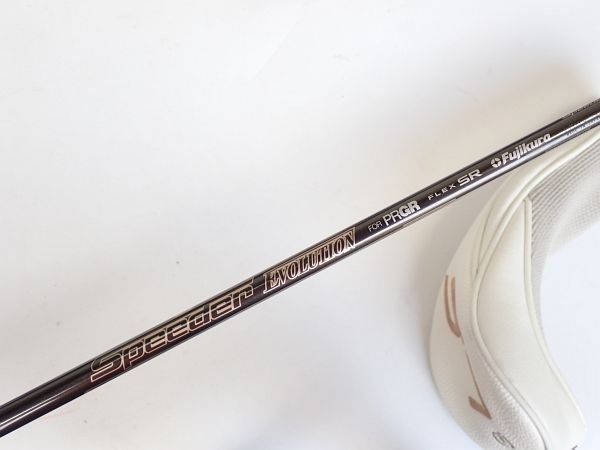 Speeder EVOLUTION FOR PRGR FLEX SR Fujikura